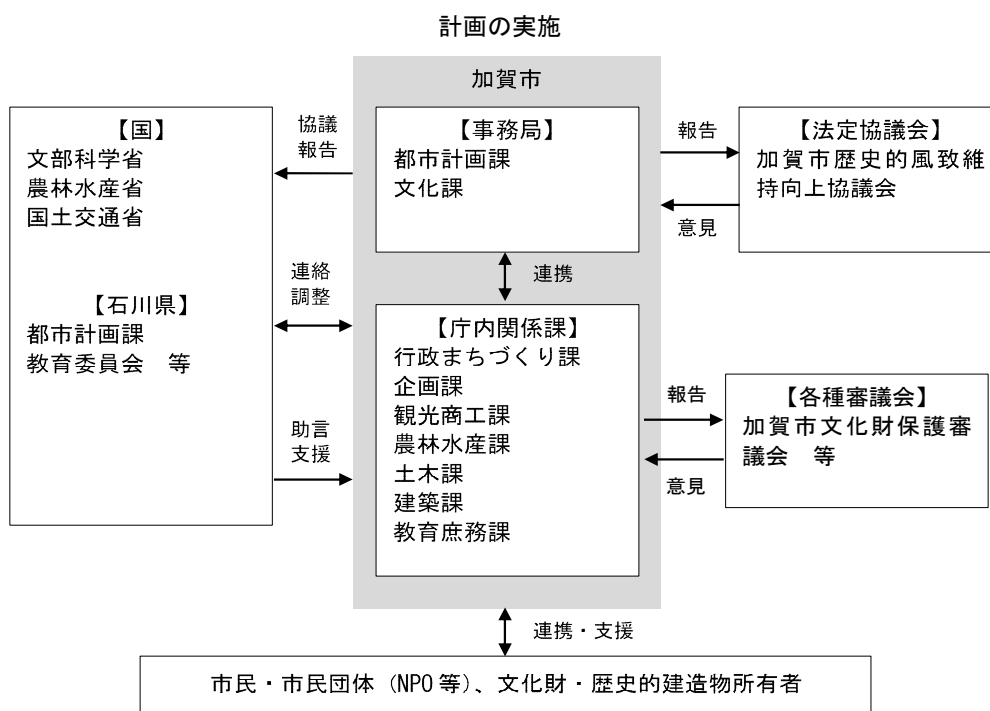 計画の実施
加賀市
【国】
文部科学省
農林水産省
国土交通省
【石川県】
都市計画課
教育委員会　等
協議
報告
連絡
調整
助言
支援
【事務局】
都市計画課
文化課
連携
【庁内関係課】
行政まちづくり課
企画課
観光商工課
農林水産課
土木課
建築課
教育庶務課
報告
意見
【法定協議会】
加賀市歴史的風致維
持向上協議会
報告
意見
【各種審議会】
加賀市文化財保護審
議会　等
連携・支援
市民・市民団体（NPO等）、文化財・歴史的建造物所有者